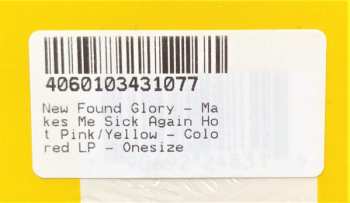 4060103431077
New Found Glory – Ma
kes Me Sick Again Ho
t Pink/Yellow – Colo
red LP – Onesize